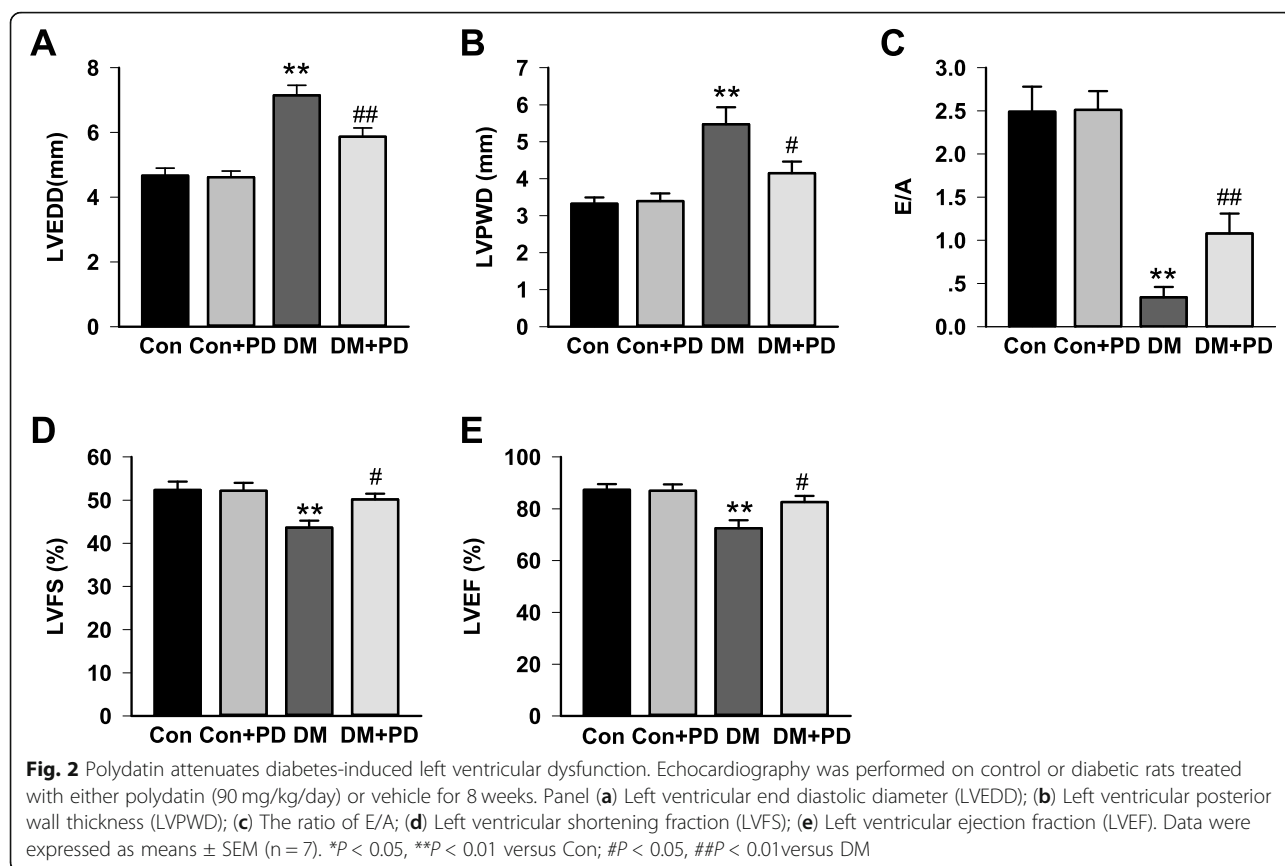 A
B
C
8
6
4
2
0
LVEDD(mm)
**
##
Con Con+PD DM DM+PD
7
6
5
4
3
2
1
0
LVPWD (mm)
**
#
Con Con+PD DM DM+PD
3.0
2.5
2.0
1.5
1.0
.5
0.0
E/A
**
##
Con Con+PD DM DM+PD
D
E
60
50
40
30
20
10
0
LVFS (%)
**
#
Con Con+PD DM DM+PD
100
80
60
40
20
0
LVEF (%)
**
#
Con Con+PD DM DM+PD
Fig. 2 Polydatin attenuates diabetes-induced left ventricular dysfunction. Echocardiography was performed on control or diabetic rats treated
with either polydatin (90 mg/kg/day) or vehicle for 8 weeks. Panel (a) Left ventricular end diastolic diameter (LVEDD); (b) Left ventricular posterior
wall thickness (LVPWD); (c) The ratio of E/A; (d) Left ventricular shortening fraction (LVFS); (e) Left ventricular ejection fraction (LVEF). Data were
expressed as means ± SEM (n = 7). *P < 0.05, **P < 0.01 versus Con; #P < 0.05, ##P < 0.01versus DM